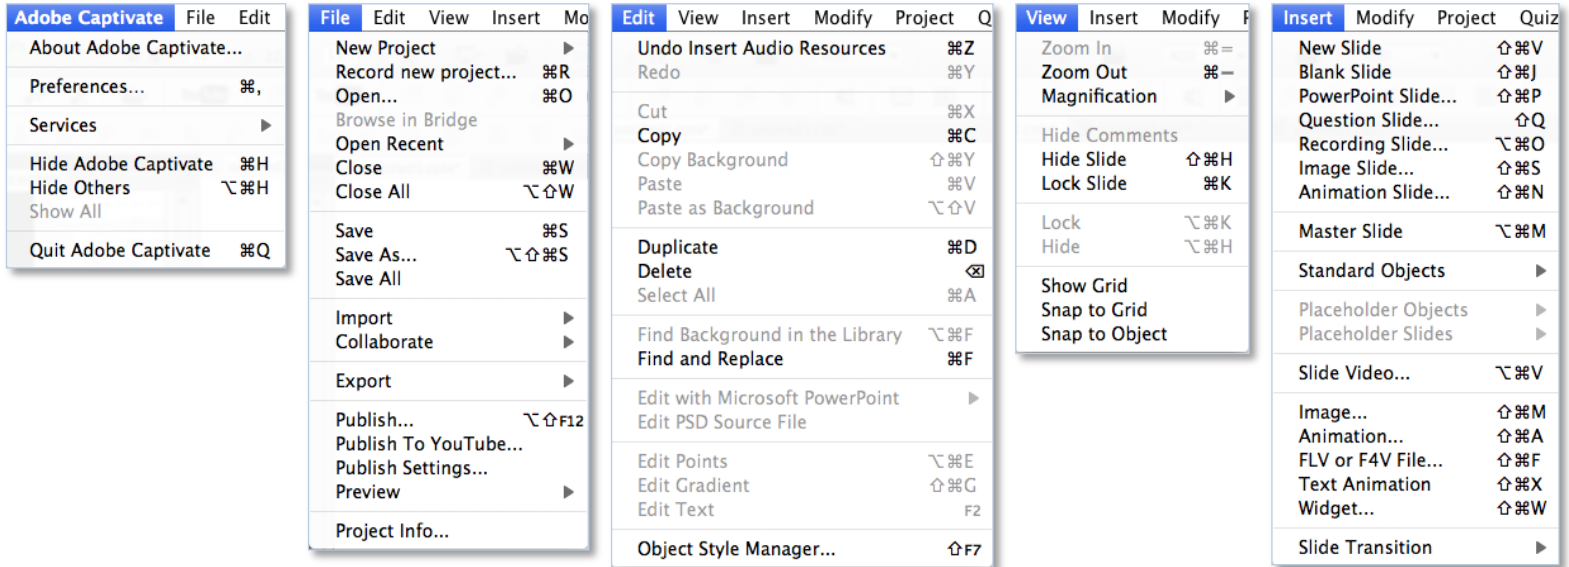 Adobe Captivate File Edit
About Adobe Captivate...
Preferences... ⌘,
Services ▶
Hide Adobe Captivate ⌘H
Hide Others ⌥⌘H
Show All
Quit Adobe Captivate ⌘Q
File Edit View Insert Mo
New Project ▶
Record new project... ⌘R
Open... ⌘O
Browse in Bridge
Open Recent ▶
Close ⌘W
Close All ⌥⇧W
Save ⌘S
Save As... ⌥⇧⌘S
Save All
Import ▶
Collaborate ▶
Export ▶
Publish... ⌥⇧F12
Publish To YouTube...
Publish Settings...
Preview ▶
Project Info...
Edit View Insert Modify Project Q
Undo Insert Audio Resources ⌘Z
Redo ⌘Y
Cut ⌘X
Copy ⌘C
Copy Background ⇧⌘Y
Paste ⌘V
Paste as Background ⌥⇧V
Duplicate ⌘D
Delete ⌫
Select All ⌘A
Find Background in the Library ⌥⌘F
Find and Replace ⌘F
Edit with Microsoft PowerPoint ▶
Edit PSD Source File
Edit Points ⌥⌘E
Edit Gradient ⇧⌘G
Edit Text F2
Object Style Manager... ⇧F7
View Insert Modify
Zoom In ⌘=
Zoom Out ⌘−
Magnification ▶
Hide Comments
Hide Slide ⇧⌘H
Lock Slide ⌘K
Lock ⌥⌘K
Hide ⌥⌘H
Show Grid
Snap to Grid
Snap to Object
Insert Modify Project Quiz
New Slide ⇧⌘V
Blank Slide ⇧⌘J
PowerPoint Slide... ⇧⌘P
Question Slide... ⇧Q
Recording Slide... ⌥⌘O
Image Slide... ⇧⌘S
Animation Slide... ⇧⌘N
Master Slide ⌥⌘M
Standard Objects ▶
Placeholder Objects ▶
Placeholder Slides ▶
Slide Video... ⌥⌘V
Image... ⇧⌘M
Animation... ⇧⌘A
FLV or F4V File... ⇧⌘F
Text Animation ⇧⌘X
Widget... ⇧⌘W
Slide Transition ▶